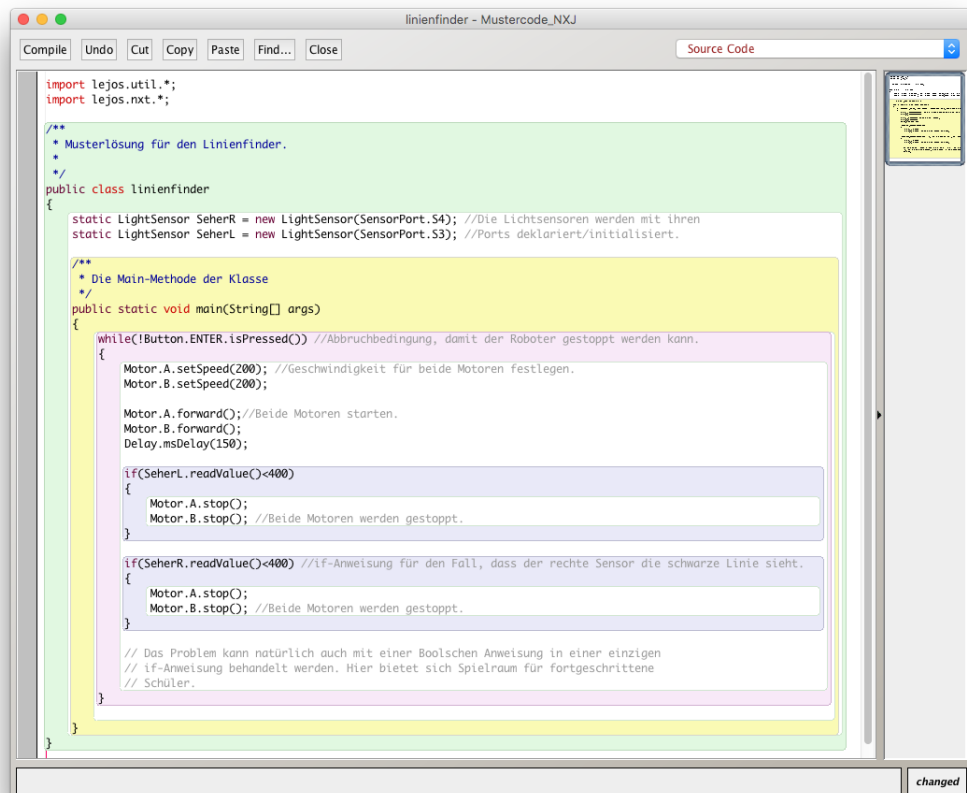 linienfinder - Mustercode_NXJ
Compile Undo Cut Copy Paste Find... Close Source Code
import lejos.util.*;
import lejos.nxt.*;
/**
 * Musterlösung für den Linienfinder.
 *
 */
public class linienfinder
{
    static LightSensor SeherR = new LightSensor(SensorPort.S4); //Die Lichtsensoren werden mit ihren
    static LightSensor SeherL = new LightSensor(SensorPort.S3); //Ports deklariert/initialisiert.
    /**
     * Die Main-Methode der Klasse
     */
    public static void main(String[] args)
    {
        while(!Button.ENTER.isPressed()) //Abbruchbedingung, damit der Roboter gestoppt werden kann.
        {
            Motor.A.setSpeed(200); //Geschwindigkeit für beide Motoren festlegen.
            Motor.B.setSpeed(200);
            Motor.A.forward();//Beide Motoren starten.
            Motor.B.forward();
            Delay.msDelay(150);
            if(SeherL.readValue()<400)
            {
                Motor.A.stop();
                Motor.B.stop(); //Beide Motoren werden gestoppt.
            }
            if(SeherR.readValue()<400) //if-Anweisung für den Fall, dass der rechte Sensor die schwarze Linie sieht.
            {
                Motor.A.stop();
                Motor.B.stop(); //Beide Motoren werden gestoppt.
            }
            // Das Problem kann natürlich auch mit einer Boolschen Anweisung in einer einzigen
            // if-Anweisung behandelt werden. Hier bietet sich Spielraum für fortgeschrittene
            // Schüler.
        }
    }
}
changed